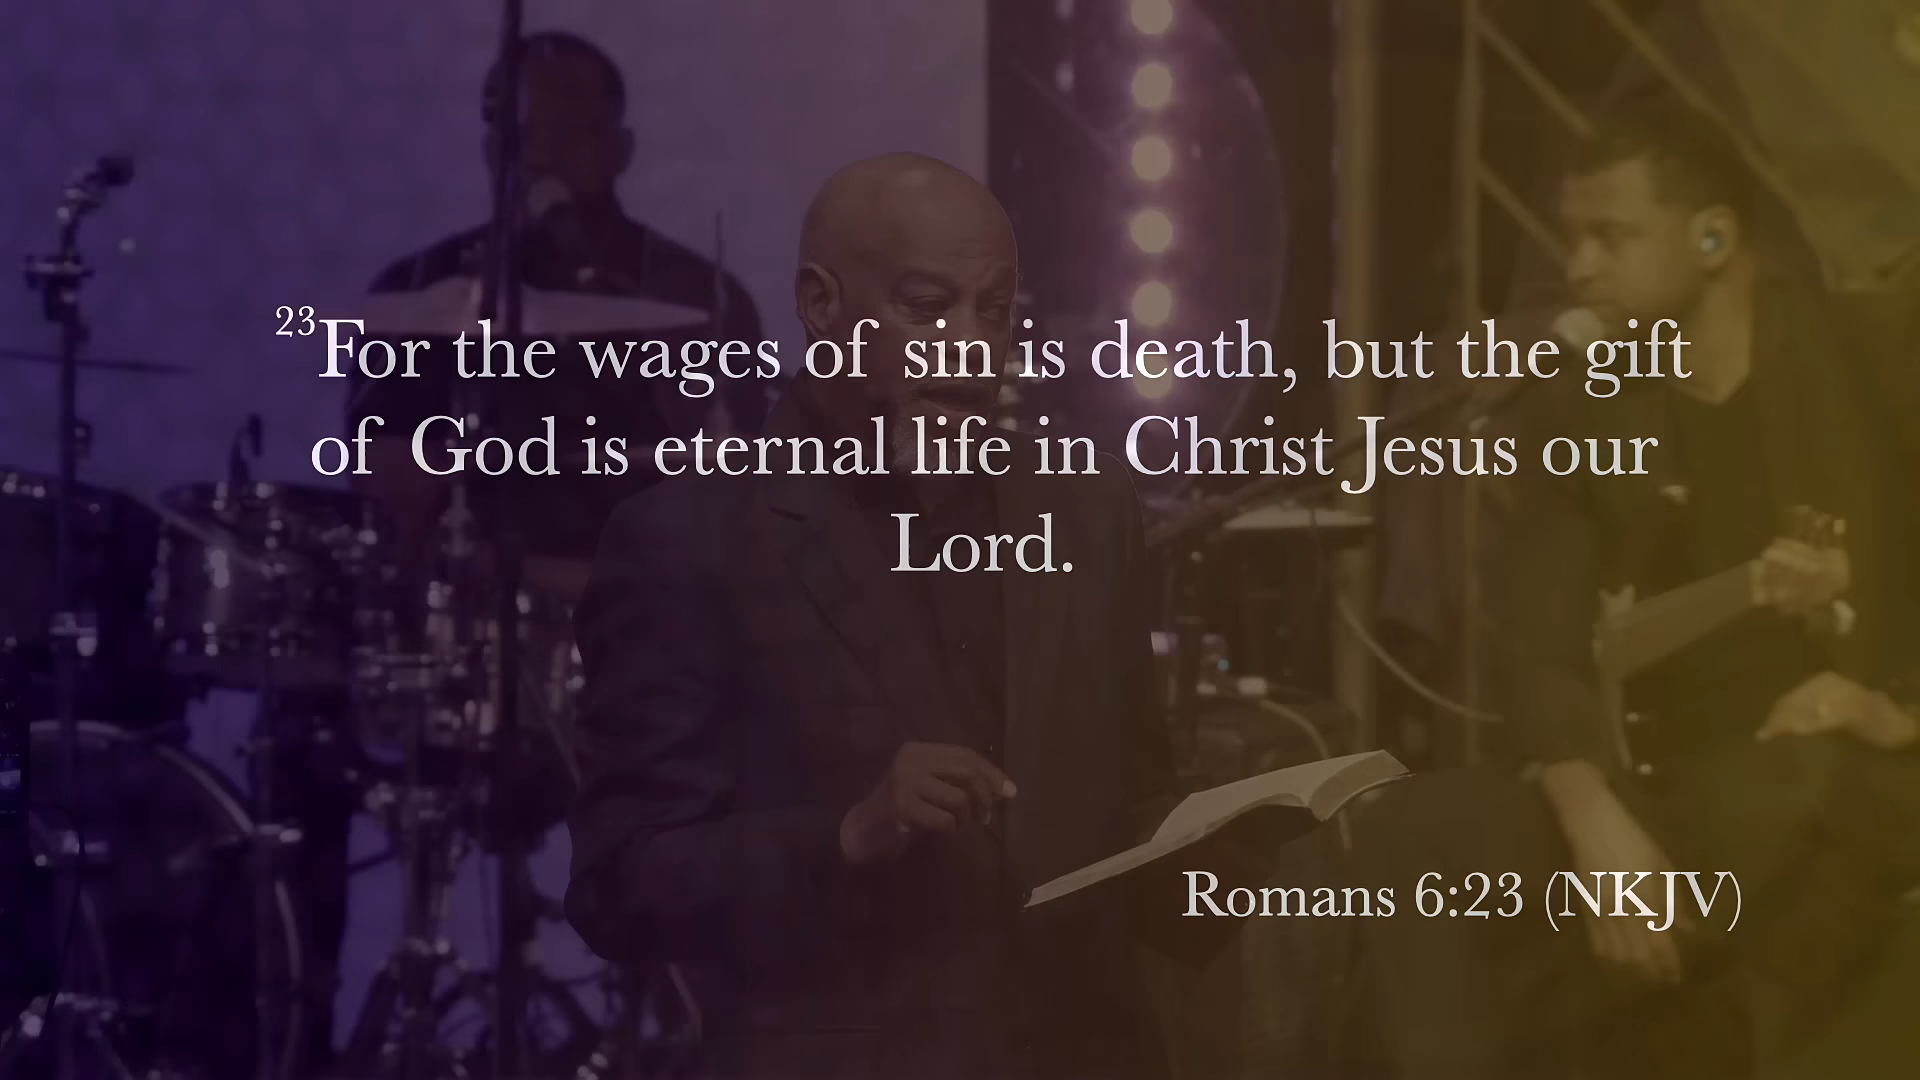 23For the wages of sin is death, but the gift
of God is eternal life in Christ Jesus our
Lord.
Romans 6:23 (NKJV)